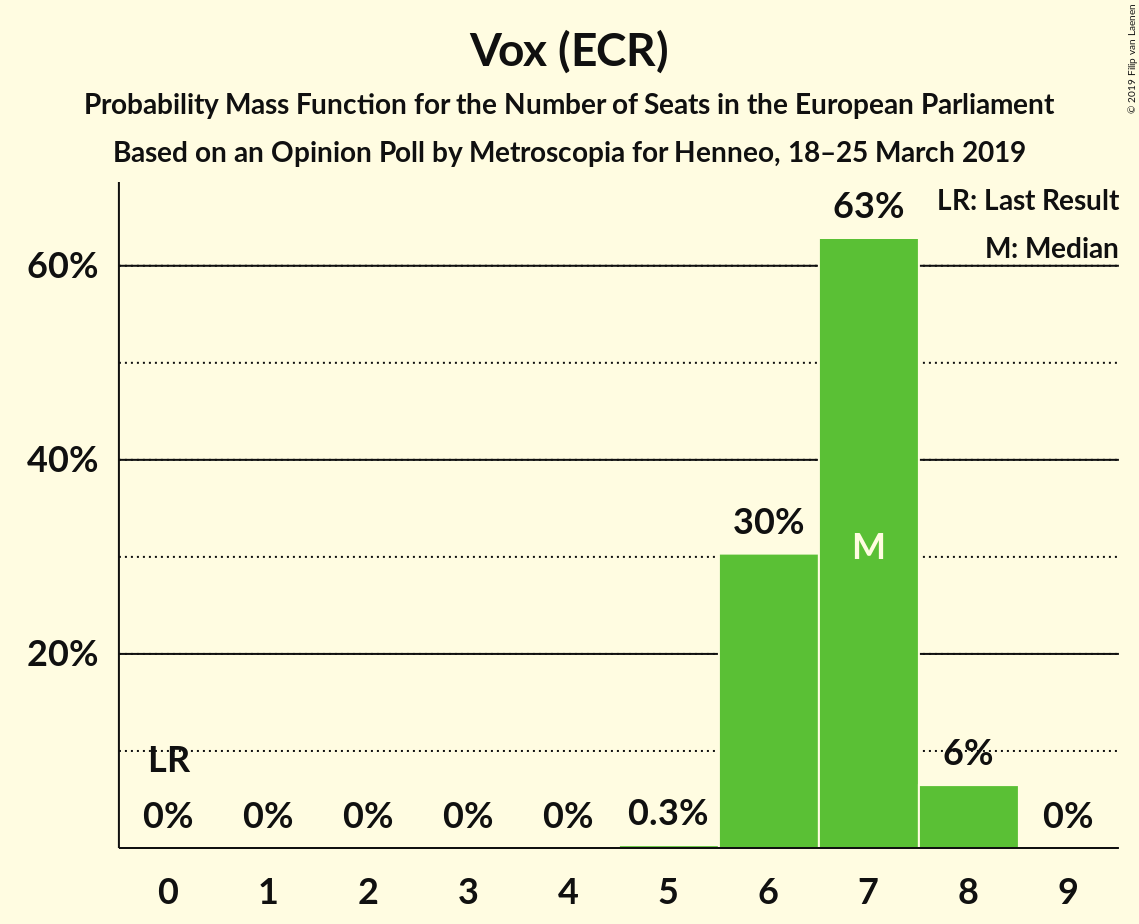 Vox (ECR)
Probability Mass Function for the Number of Seats in the European Parliament
Based on an Opinion Poll by Metroscopia for Henneo, 18–25 March 2019
© 2019 Filip van Laenen
LR: Last Result
M: Median
63%
60%
40%
30%
M
20%
LR
6%
0%
0%
0%
0%
0%
0.3%
0%
0
1
2
3
4
5
6
7
8
9